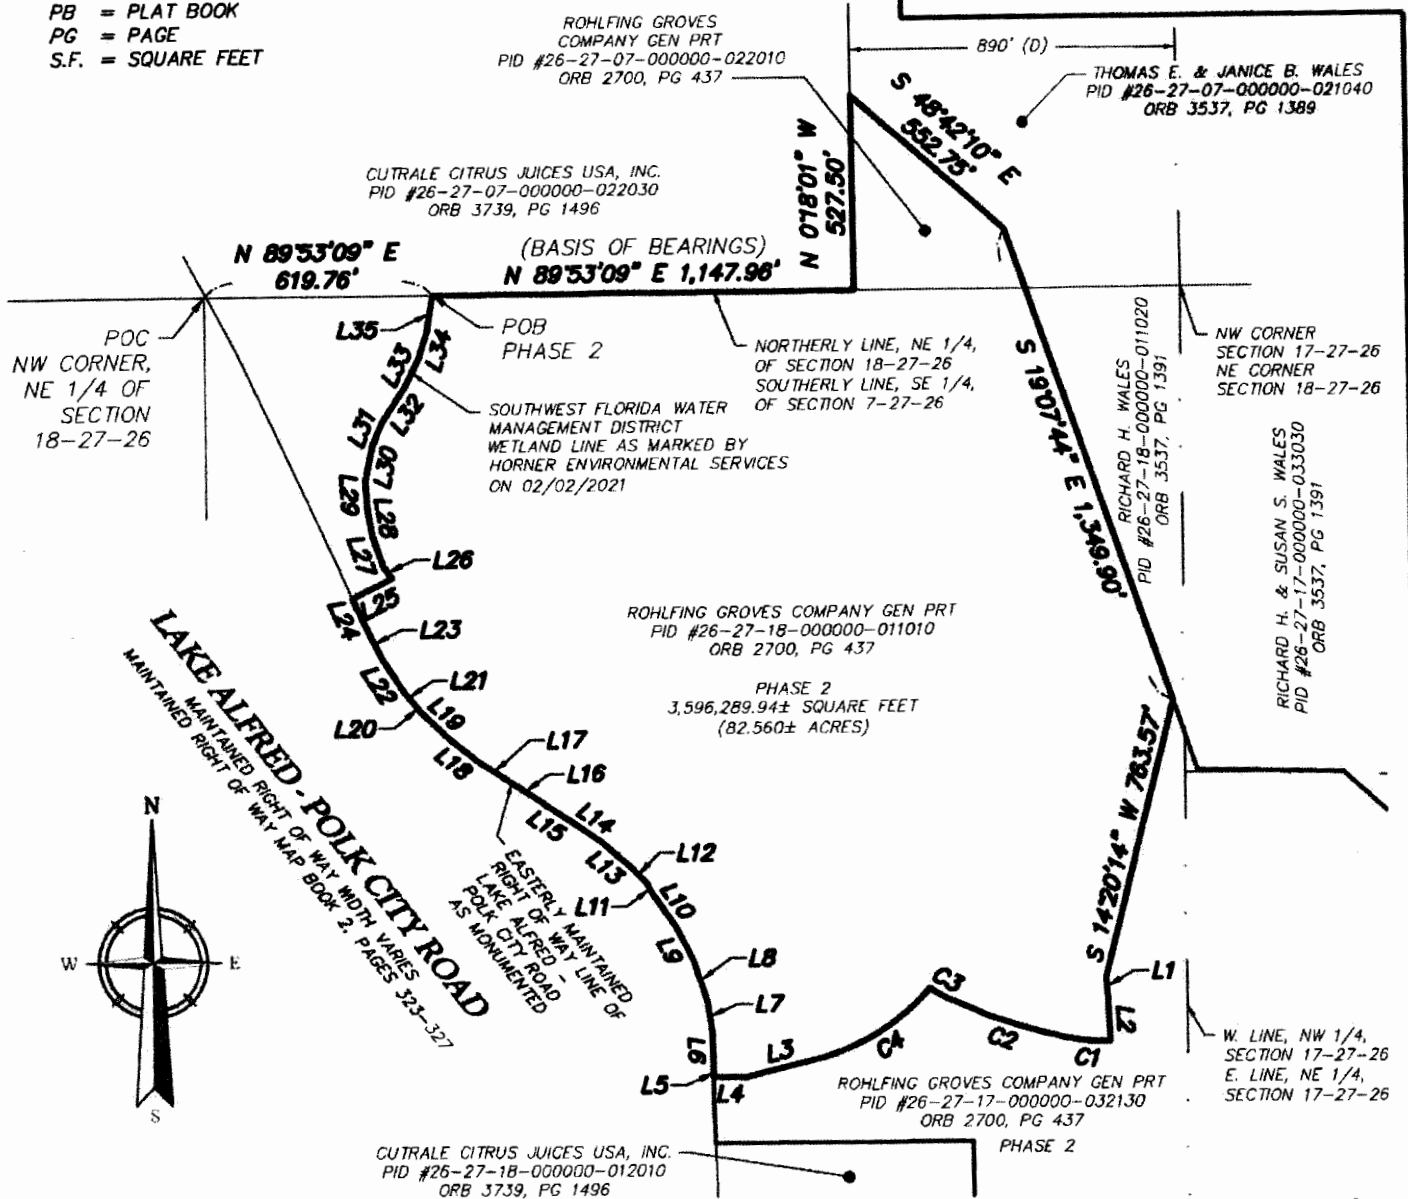 PB = PLAT BOOK
PG = PAGE
S.F. = SQUARE FEET
ROHLFING GROVES
COMPANY GEN PRT
PID #26-27-07-000000-022010
ORB 2700, PG 437
890' (D)
THOMAS E. & JANICE B. WALES
PID #26-27-07-000000-021040
ORB 3537, PG 1389
S 48°42'10" E
552.75'
N 0°18'01" W
527.50'
CUTRALE CITRUS JUICES USA, INC.
PID #26-27-07-000000-022030
ORB 3739, PG 1496
N 89°53'09" E
619.76'
(BASIS OF BEARINGS)
N 89°53'09" E 1,147.96'
POC
NW CORNER,
NE 1/4 OF
SECTION
18-27-26
L35
L34
POB
PHASE 2
NORTHERLY LINE, NE 1/4,
OF SECTION 18-27-26
SOUTHERLY LINE, SE 1/4,
OF SECTION 7-27-26
S 19°07'44" E 1,349.90'
RICHARD H. WALES
PID #26-27-18-000000-011020
ORB 3537, PG 1391
NW CORNER
SECTION 17-27-26
NE CORNER
SECTION 18-27-26
L33
L32
SOUTHWEST FLORIDA WATER
MANAGEMENT DISTRICT
WETLAND LINE AS MARKED BY
HORNER ENVIRONMENTAL SERVICES
ON 02/02/2021
RICHARD H. & SUSAN S. WALES
PID #26-27-17-000000-033030
ORB 3537, PG 1391
L31
L30
L29
L28
L27
L26
L25
L24
L23
L22
L21
L20
L19
L18
L17
L16
L15
L14
L13
L12
L11
L10
L9
L8
L7
L6
L5
L4
L3
C4
C3
C2
C1
L2
L1
ROHLFING GROVES COMPANY GEN PRT
PID #26-27-18-000000-011010
ORB 2700, PG 437
PHASE 2
3,596,289.94± SQUARE FEET
(82.560± ACRES)
S 14°20'14" W 763.57'
LAKE ALFRED - POLK CITY ROAD
MAINTAINED RIGHT OF WAY WIDTH VARIES
MAINTAINED RIGHT OF WAY MAP BOOK 2, PAGES 323-327
EASTERLY MAINTAINED
RIGHT OF WAY LINE OF
LAKE ALFRED -
POLK CITY ROAD
AS MONUMENTED
N
W
E
S
W. LINE, NW 1/4,
SECTION 17-27-26
E. LINE, NE 1/4,
SECTION 17-27-26
ROHLFING GROVES COMPANY GEN PRT
PID #26-27-17-000000-032130
ORB 2700, PG 437
PHASE 2
CUTRALE CITRUS JUICES USA, INC.
PID #26-27-18-000000-012010
ORB 3739, PG 1496